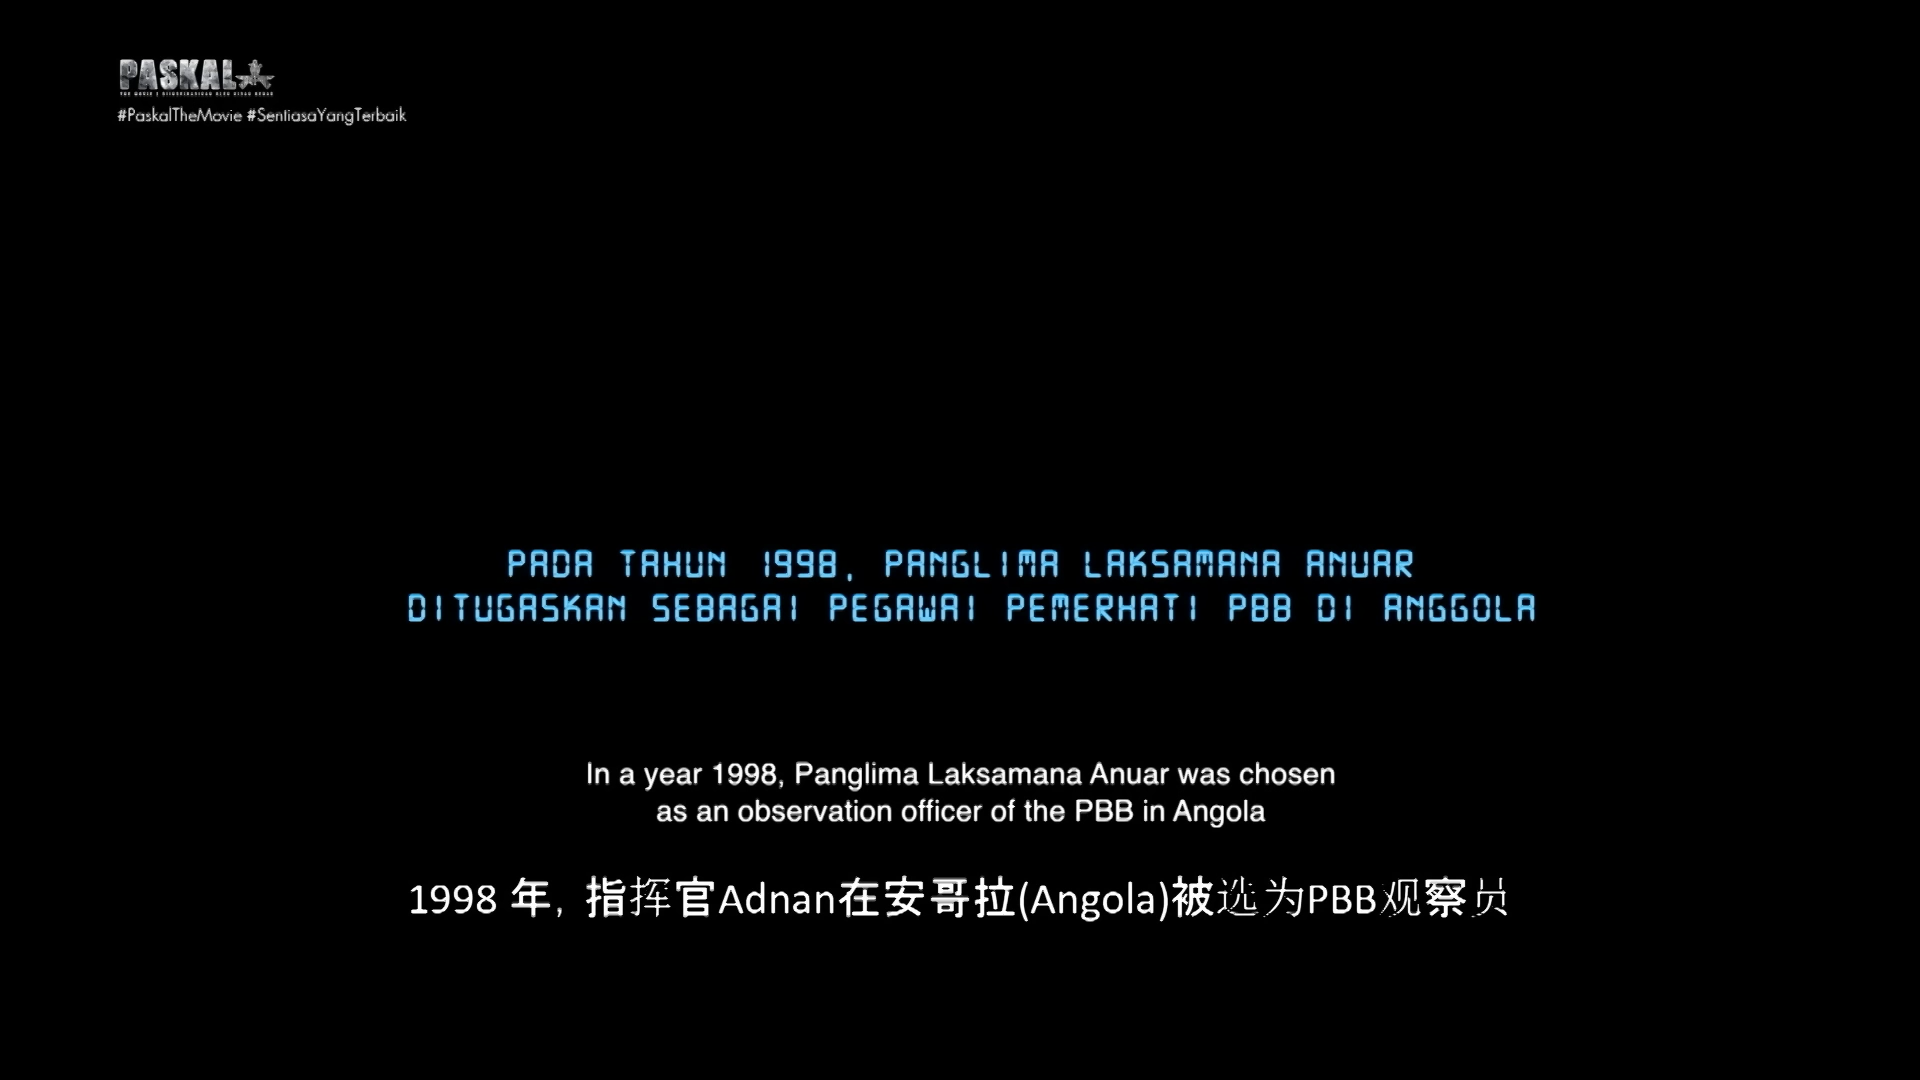 PASKAL
#PaskalTheMovie #SentiasaYangTerbaik
PADA TAHUN 1998, PANGLIMA LAKSAMANA ANUAR
DITUGASKAN SEBAGAI PEGAWAI PEMERHATI PBB DI ANGGOLA
In a year 1998, Panglima Laksamana Anuar was chosen
as an observation officer of the PBB in Angola
1998 年, 指挥官Adnan在安哥拉(Angola)被选为PBB观察员